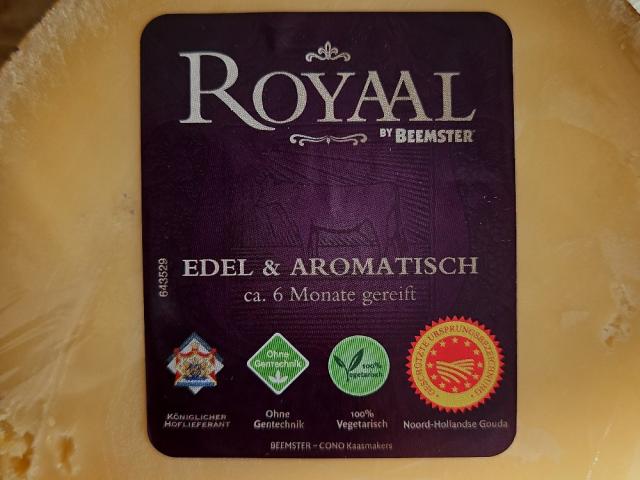 ROYAAL
BY BEEMSTER
EDEL & AROMATISCH
ca. 6 Monate gereift
643529
Ohne
Gentechnik
100%
Vegetarisch
GESCHÜTZTE URSPRUNGSBEZEICHNUNG
KÖNIGLICHER
HOFLIEFERANT
Ohne
Gentechnik
100%
Vegetarisch
Noord-Hollandse Gouda
BEEMSTER – CONO Kaasmakers